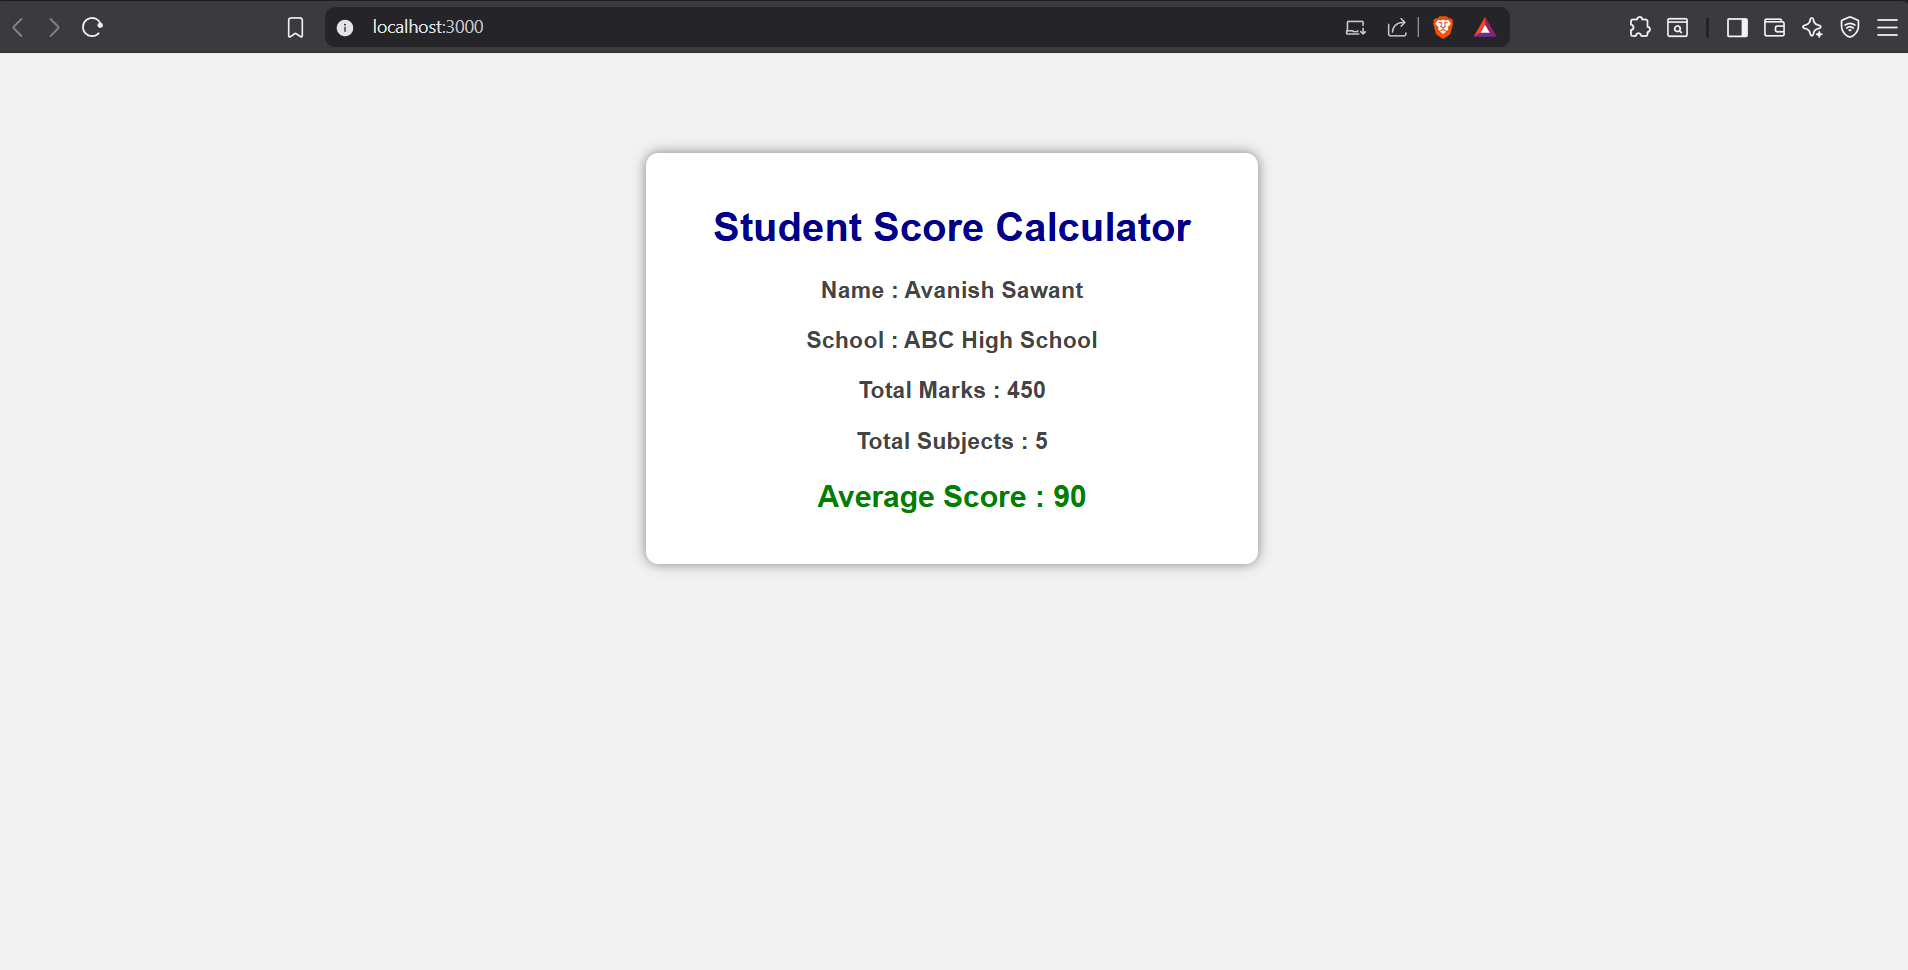 localhost:3000
Student Score Calculator
Name : Avanish Sawant
School : ABC High School
Total Marks : 450
Total Subjects : 5
Average Score : 90